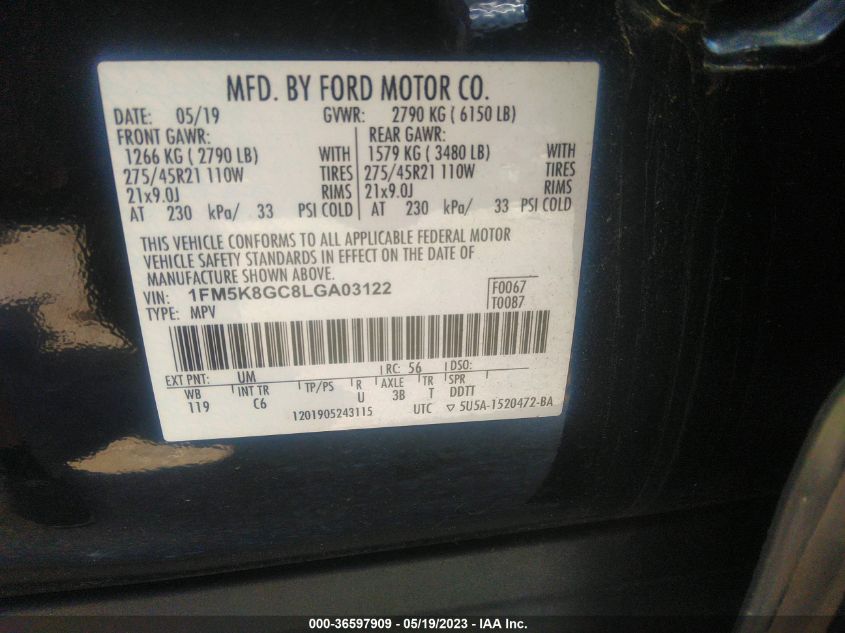 MFD. BY FORD MOTOR CO.
DATE: 05/19 GVWR: 2790 KG ( 6150 LB)
FRONT GAWR: REAR GAWR:
1266 KG ( 2790 LB) WITH 1579 KG ( 3480 LB) WITH
275/45R21 110W TIRES 275/45R21 110W TIRES
21x9.0J RIMS 21x9.0J RIMS
AT 230 kPa/ 33 PSI COLD AT 230 kPa/ 33 PSI COLD
THIS VEHICLE CONFORMS TO ALL APPLICABLE FEDERAL MOTOR
VEHICLE SAFETY STANDARDS IN EFFECT ON THE DATE OF
MANUFACTURE SHOWN ABOVE.
VIN: 1FM5K8GC8LGA03122 F0067
TYPE: MPV T0087
EXT PNT: UM RC: 56 DSO:
WB INT TR TP/PS R AXLE TR SPR
119 C6 U 3B T DDTT
1201905243115 UTC ▽ 5U5A-1520472-BA
000-36597909 - 05/19/2023 - IAA Inc.